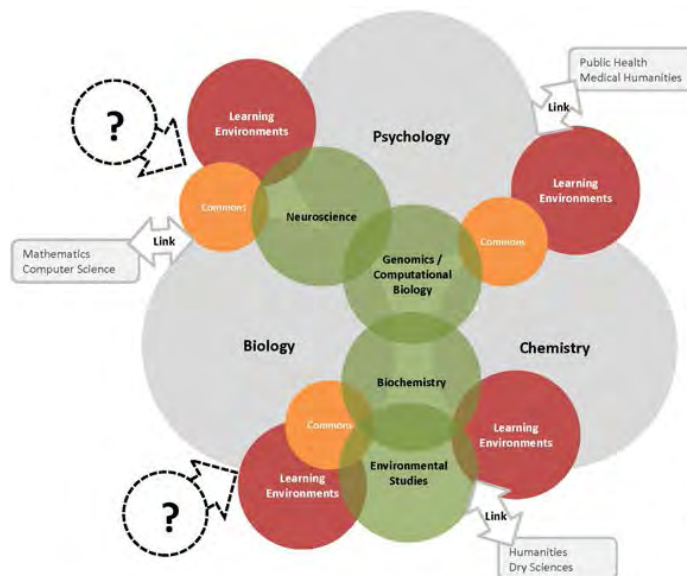 Public Health
Medical Humanities
Link
Learning
Environments
?
Psychology
Learning
Environments
Commons
Neuroscience
Commons
Link
Mathematics
Computer Science
Genomics /
Computational
Biology
Biology
Chemistry
Biochemistry
Commons
Learning
Environments
Environmental
Studies
Learning
Environments
?
Link
Humanities
Dry Sciences